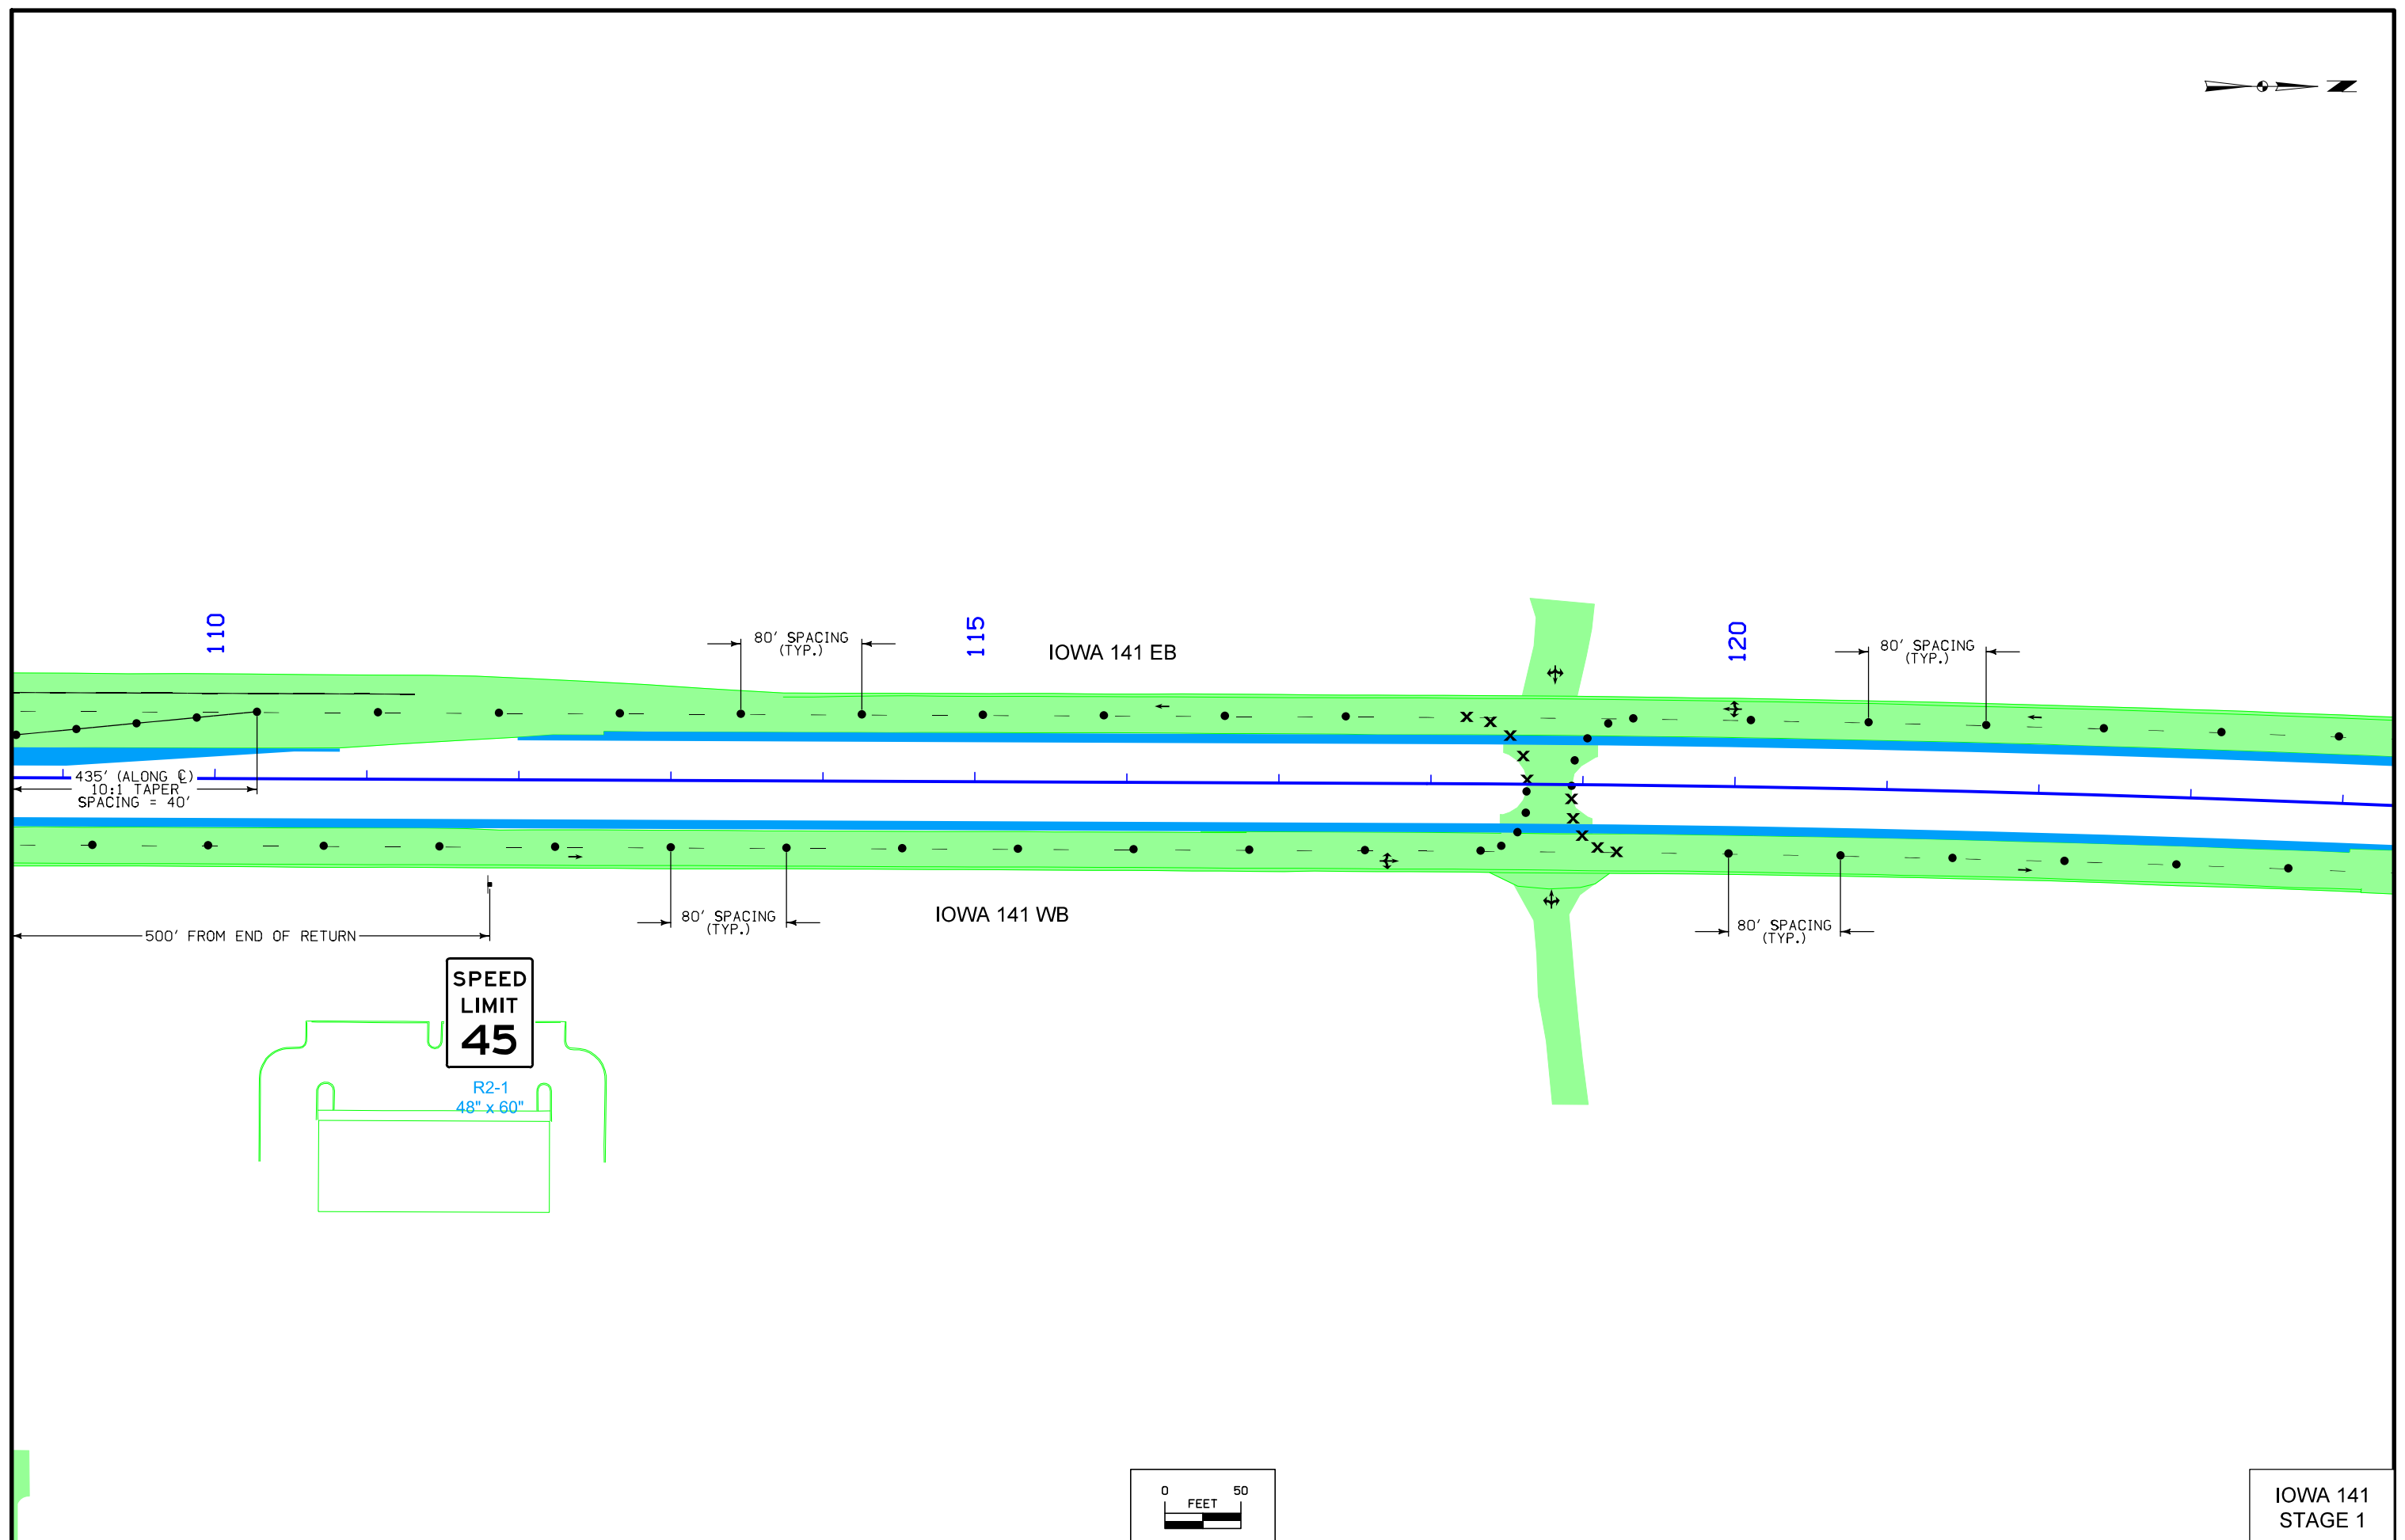 110
115
120
80' SPACING
(TYP.)
IOWA 141 EB
80' SPACING
(TYP.)
435' (ALONG ℄)
10:1 TAPER
SPACING = 40'
500' FROM END OF RETURN
80' SPACING
(TYP.)
IOWA 141 WB
80' SPACING
(TYP.)
SPEED
LIMIT
45
R2-1
48" x 60"
X X X X X
X X X X X
0 50
FEET
IOWA 141
STAGE 1
N